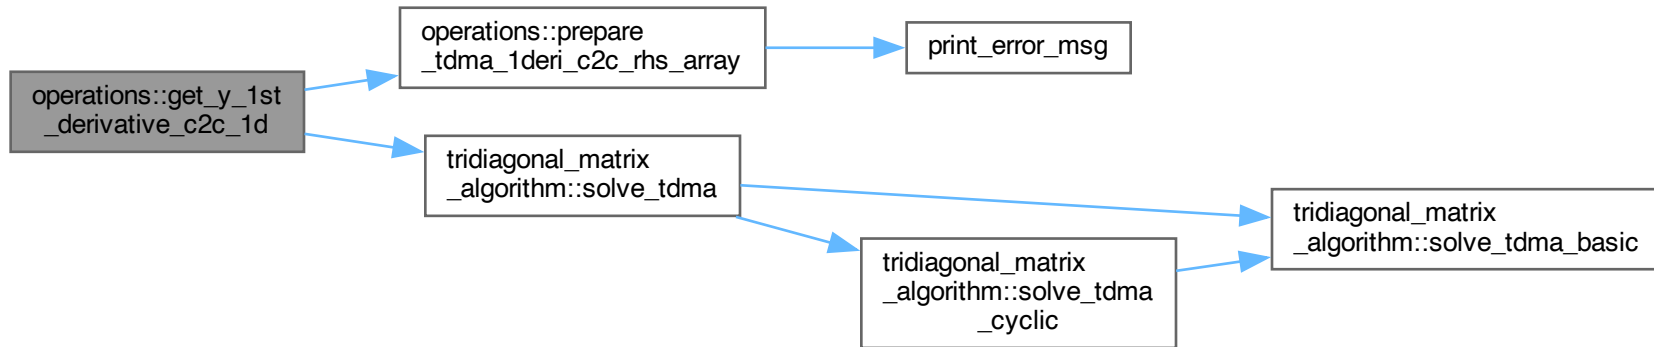 operations::get_y_1st
_derivative_c2c_1d
operations::prepare
_tdma_1deri_c2c_rhs_array
print_error_msg
tridiagonal_matrix
_algorithm::solve_tdma
tridiagonal_matrix
_algorithm::solve_tdma
_cyclic
tridiagonal_matrix
_algorithm::solve_tdma_basic